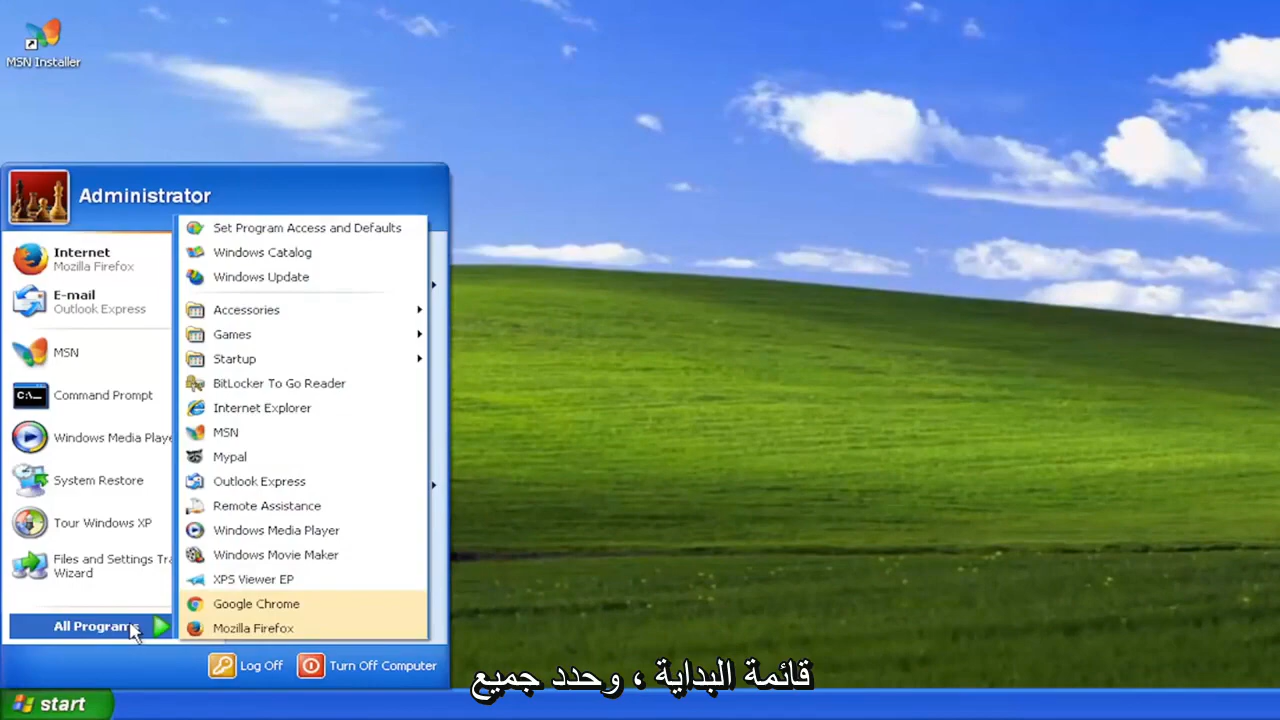 MSN Installer
Administrator
Internet
Mozilla Firefox
E-mail
Outlook Express
MSN
Command Prompt
Windows Media Playe
System Restore
Tour Windows XP
Files and Settings Tra
Wizard
All Programs
Set Program Access and Defaults
Windows Catalog
Windows Update
Accessories
Games
Startup
BitLocker To Go Reader
Internet Explorer
MSN
Mypal
Outlook Express
Remote Assistance
Windows Media Player
Windows Movie Maker
XPS Viewer EP
Google Chrome
Mozilla Firefox
Log Off
Turn Off Computer
قائمة البداية ، وحدد جميع
start